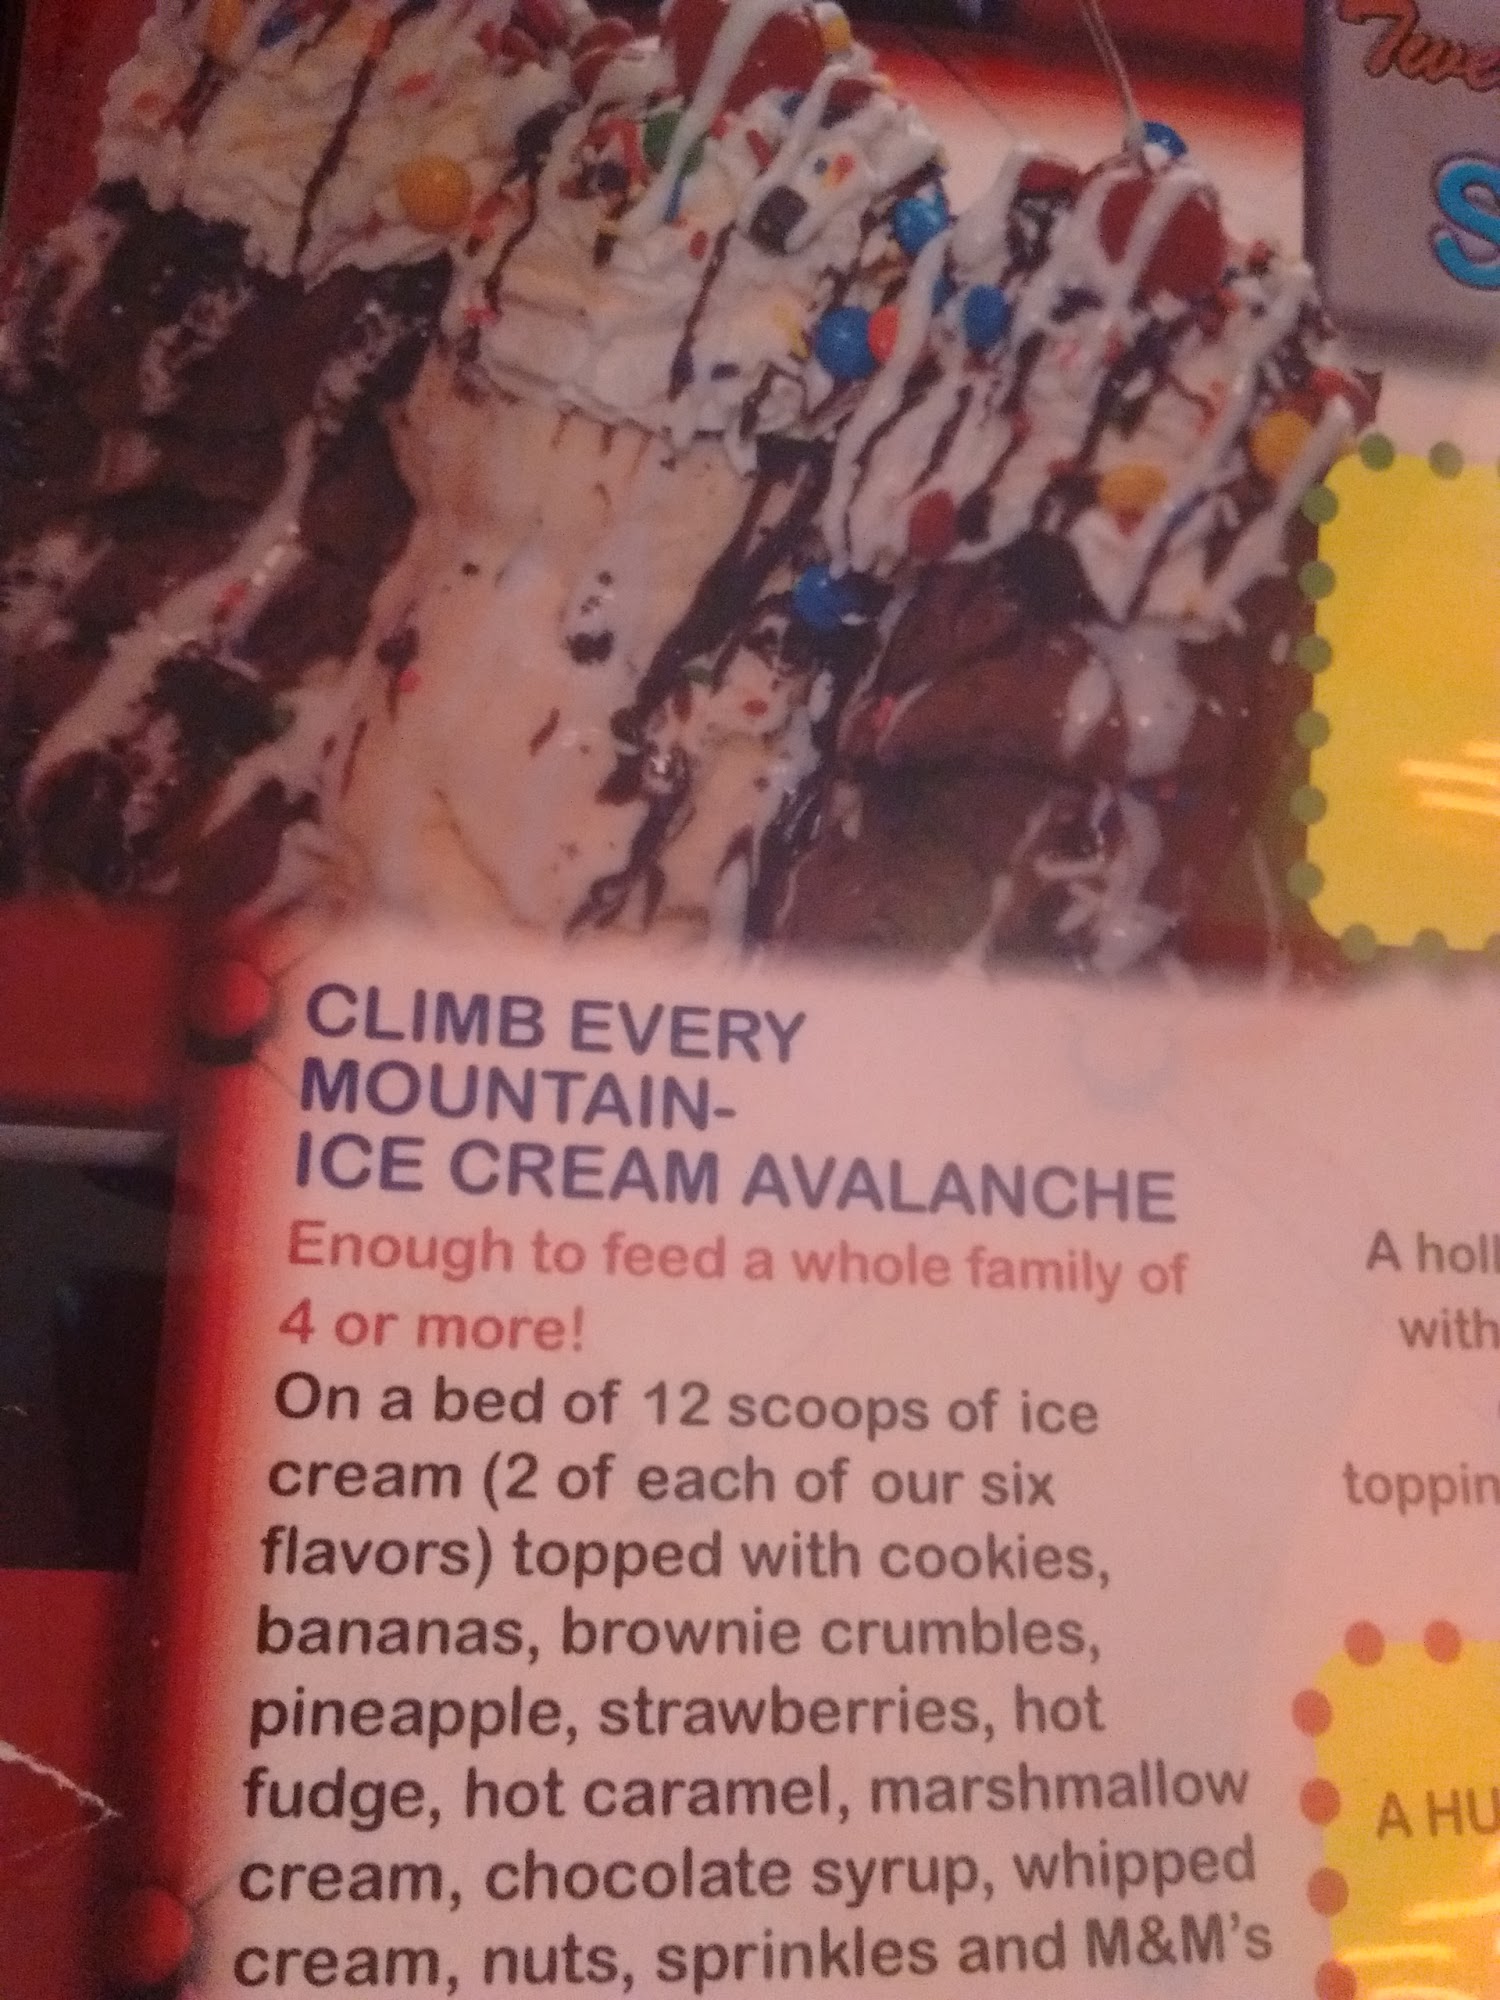 CLIMB EVERY
MOUNTAIN-
ICE CREAM AVALANCHE
Enough to feed a whole family of
4 or more!
On a bed of 12 scoops of ice
cream (2 of each of our six
flavors) topped with cookies,
bananas, brownie crumbles,
pineapple, strawberries, hot
fudge, hot caramel, marshmallow
cream, chocolate syrup, whipped
cream, nuts, sprinkles and M&M's
A
with
A